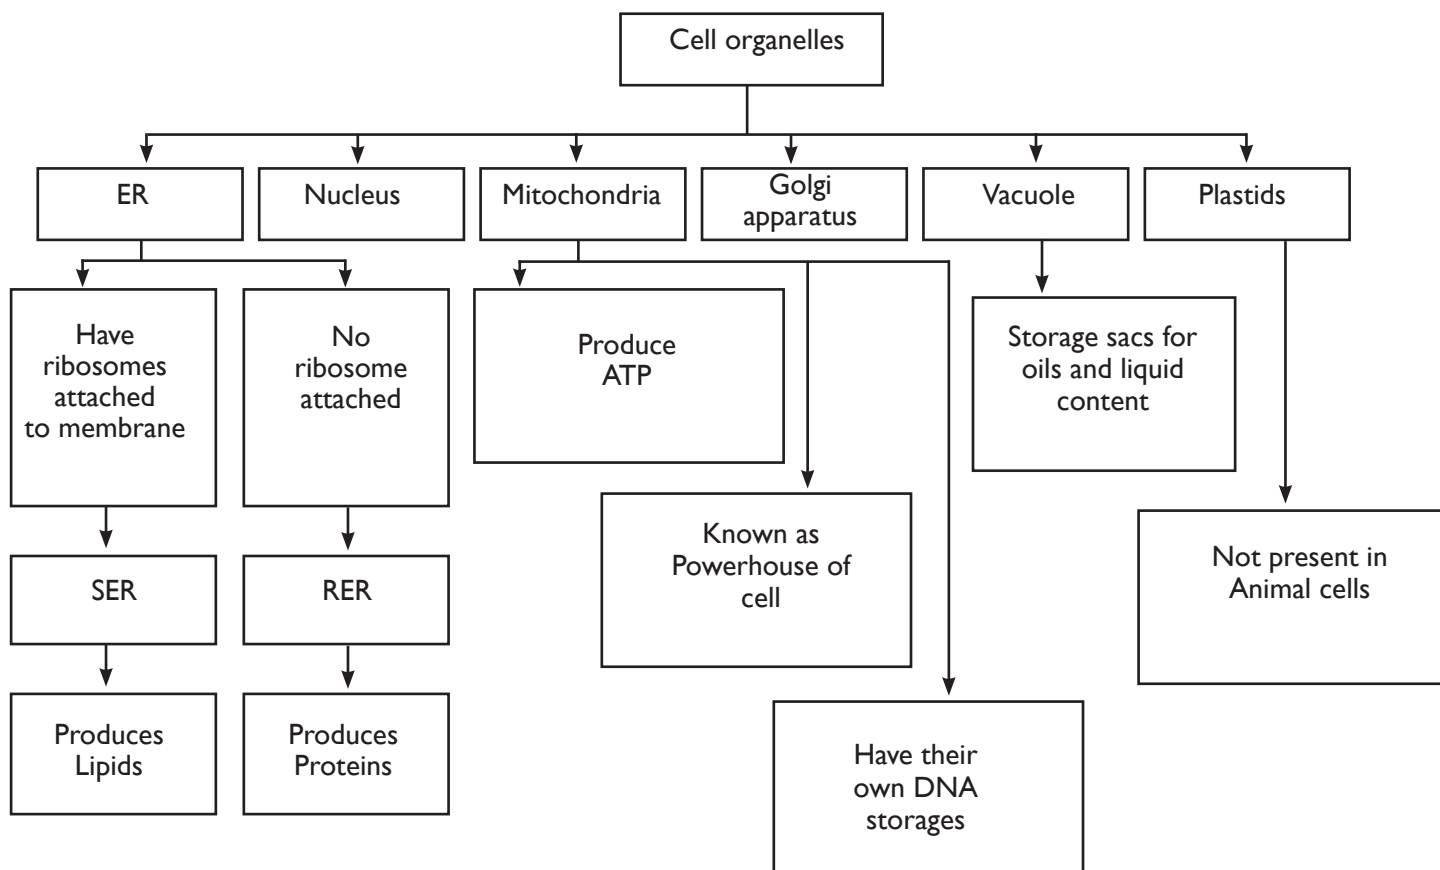 Cell organelles
ER
Nucleus
Mitochondria
Golgi
apparatus
Vacuole
Plastids
Have
ribosomes
attached
to membrane
No
ribosome
attached
Produce
ATP
Storage sacs for
oils and liquid
content
Known as
Powerhouse of
cell
Not present in
Animal cells
SER
RER
Produces
Lipids
Produces
Proteins
Have their
own DNA
storages